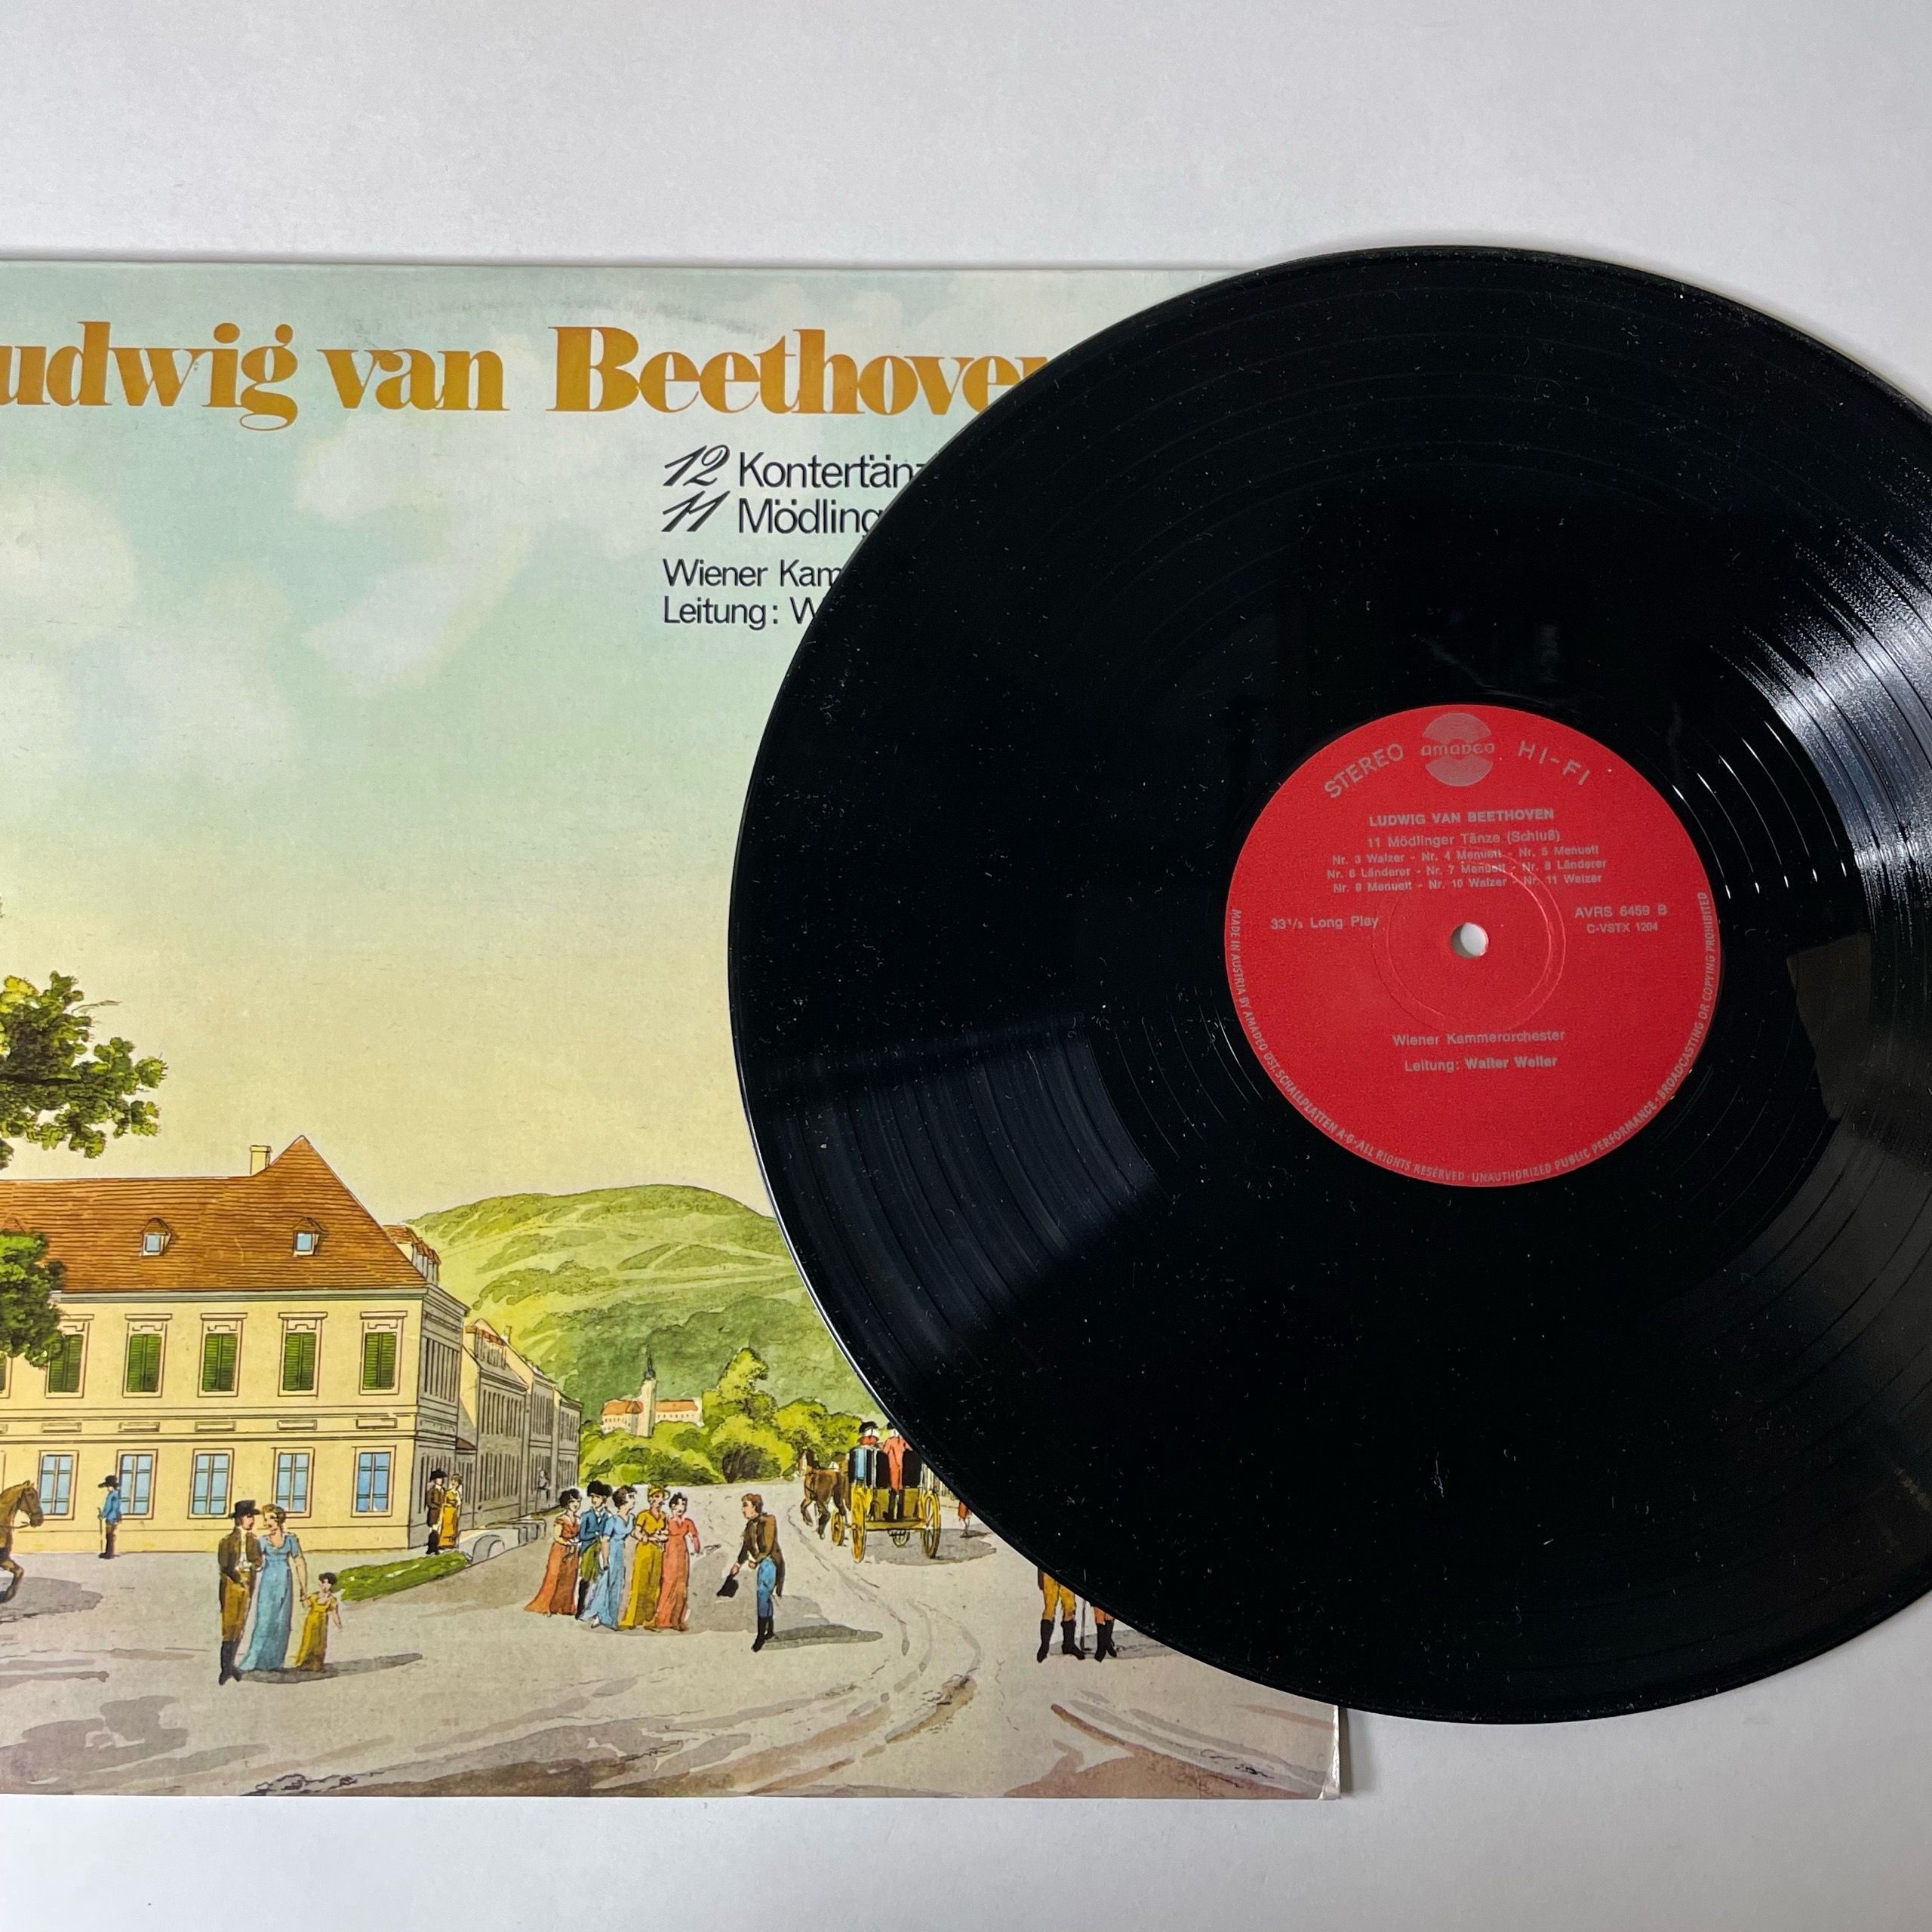 udwig van Beethoven
12 Kontertänz
11 Mödling
Wiener Kam
Leitung: W
STEREO amadeo HI-FI
LUDWIG VAN BEETHOVEN
11 Mödlinger Tänze (Schluß)
Nr. 3 Walzer - Nr. 4 Menuett - Nr. 5 Menuett
Nr. 6 Länderer - Nr. 7 Menuett - Nr. 8 Länderer
Nr. 9 Menuett - Nr. 10 Walzer - Nr. 11 Walzer
33⅓ Long Play
AVRS 6459 B
C-VSTX 1204
Wiener Kammerorchester
Leitung: Walter Weller
MADE IN AUSTRIA BY AMADEO ÖST. SCHALLPLATTEN A·G·ALL RIGHTS RESERVED·UNAUTHORIZED PUBLIC PERFORMANCE·BROADCASTING OR COPYING PROHIBITED